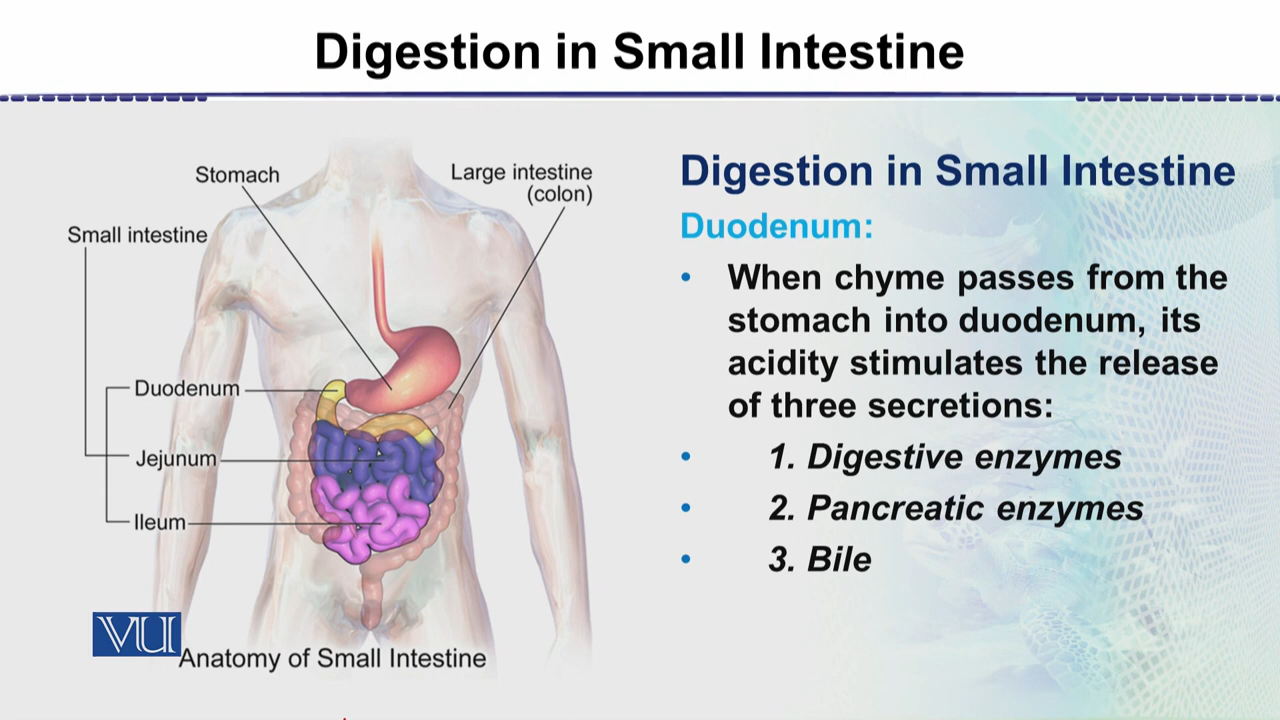 Digestion in Small Intestine
Stomach
Large intestine
(colon)
Small intestine
Duodenum
Jejunum
Ileum
VU
Anatomy of Small Intestine
Digestion in Small Intestine
Duodenum:
• When chyme passes from the
stomach into duodenum, its
acidity stimulates the release
of three secretions:
• 1. Digestive enzymes
• 2. Pancreatic enzymes
• 3. Bile